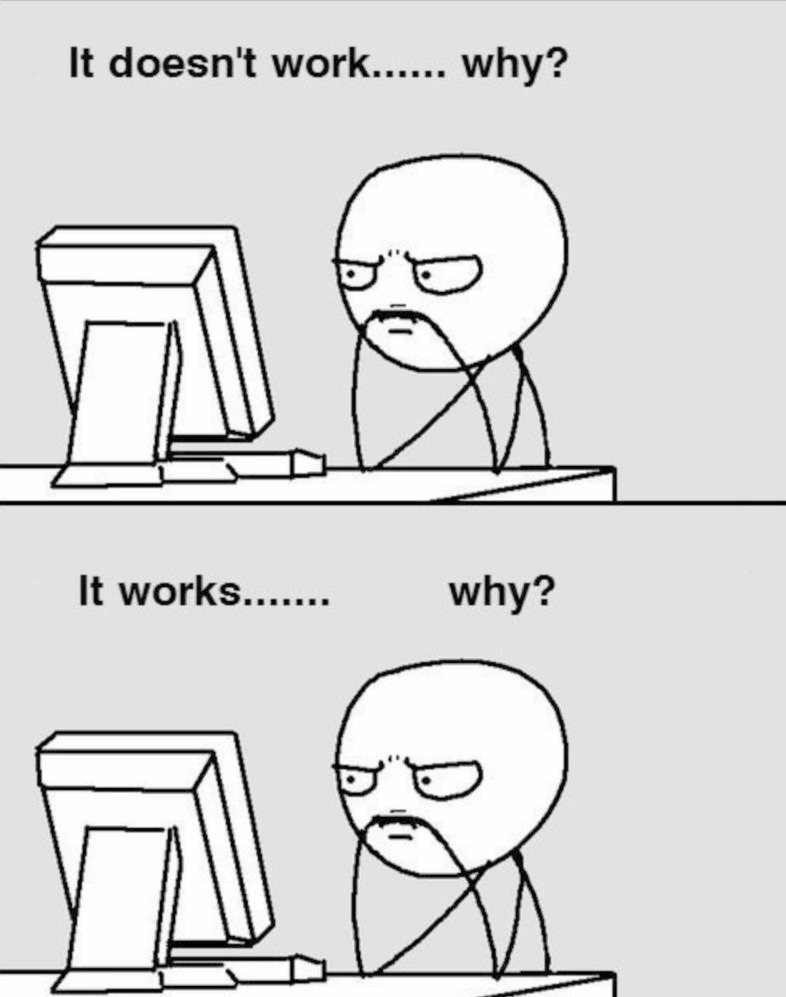 It doesn't work...... why?
It works....... why?